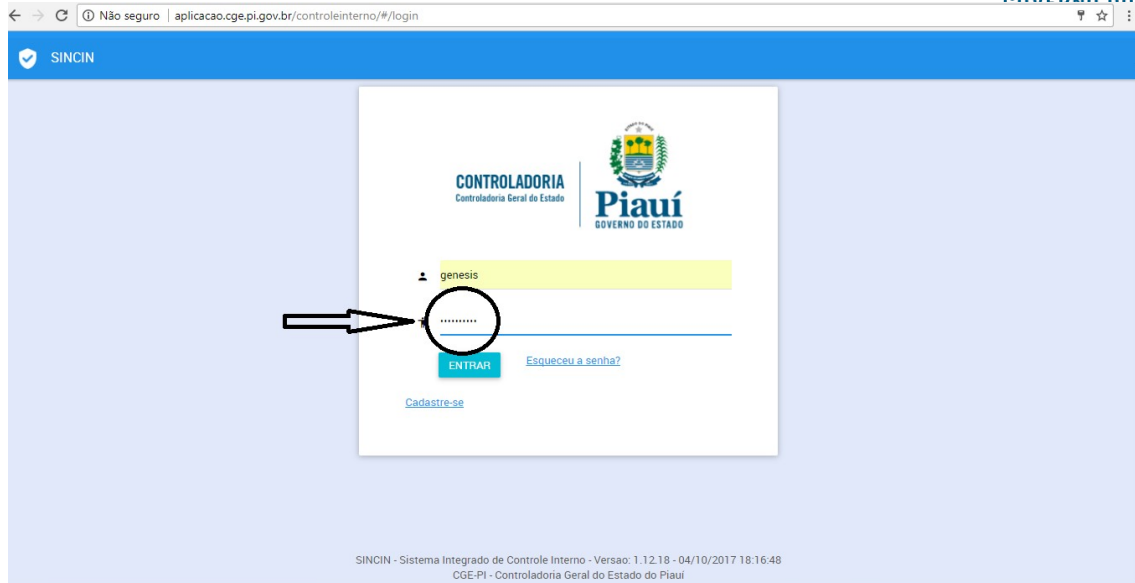 Não seguro | aplicacao.cge.pi.gov.br/controleinterno/#/login
SINCIN
CONTROLADORIA
Controladoria Geral do Estado
Piauí
GOVERNO DO ESTADO
genesis
..........
ENTRAR
Esqueceu a senha?
Cadastre-se
SINCIN - Sistema Integrado de Controle Interno - Versao: 1.12.18 - 04/10/2017 18:16:48
CGE-PI - Controladoria Geral do Estado do Piauí